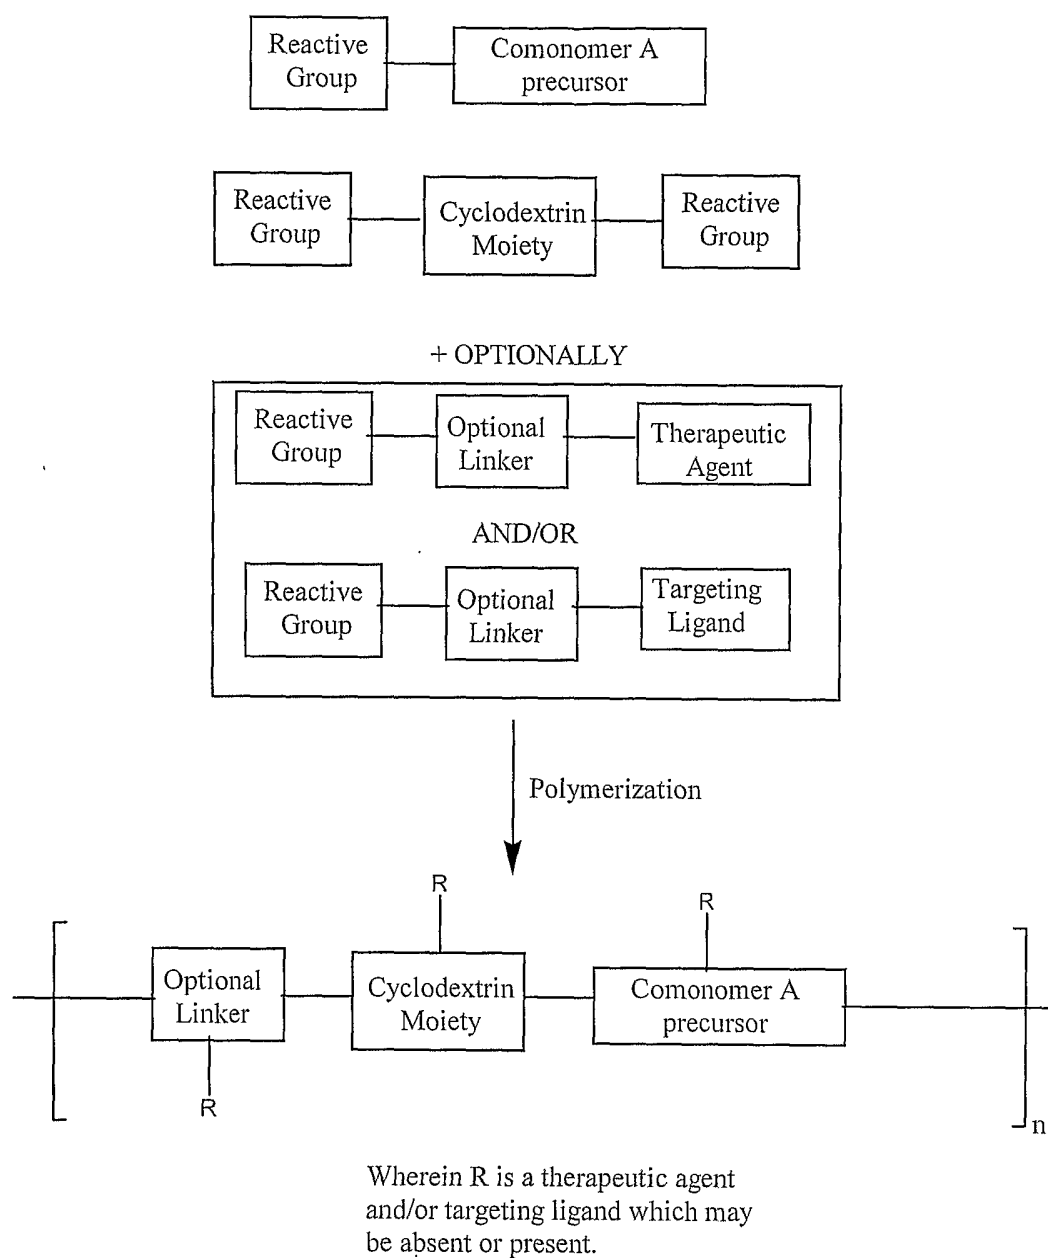 Reactive
Group
Comonomer A
precursor
Reactive
Group
Cyclodextrin
Moiety
Reactive
Group
+ OPTIONALLY
Reactive
Group
Optional
Linker
Therapeutic
Agent
AND/OR
Reactive
Group
Optional
Linker
Targeting
Ligand
Polymerization
R
R
Optional
Linker
Cyclodextrin
Moiety
Comonomer A
precursor
R
n
Wherein R is a therapeutic agent
and/or targeting ligand which may
be absent or present.